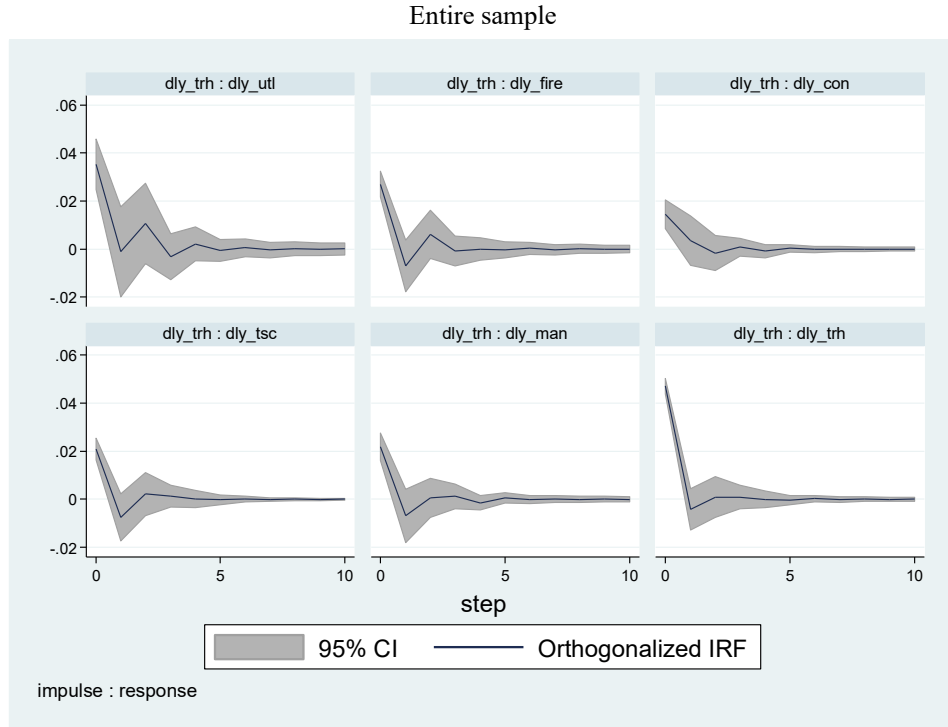 Entire sample
dly_trh : dly_utl
dly_trh : dly_fire
dly_trh : dly_con
.06
.04
.02
0
-.02
dly_trh : dly_tsc
dly_trh : dly_man
dly_trh : dly_trh
.06
.04
.02
0
-.02
0 5 10
0 5 10
0 5 10
step
95% CI Orthogonalized IRF
impulse : response